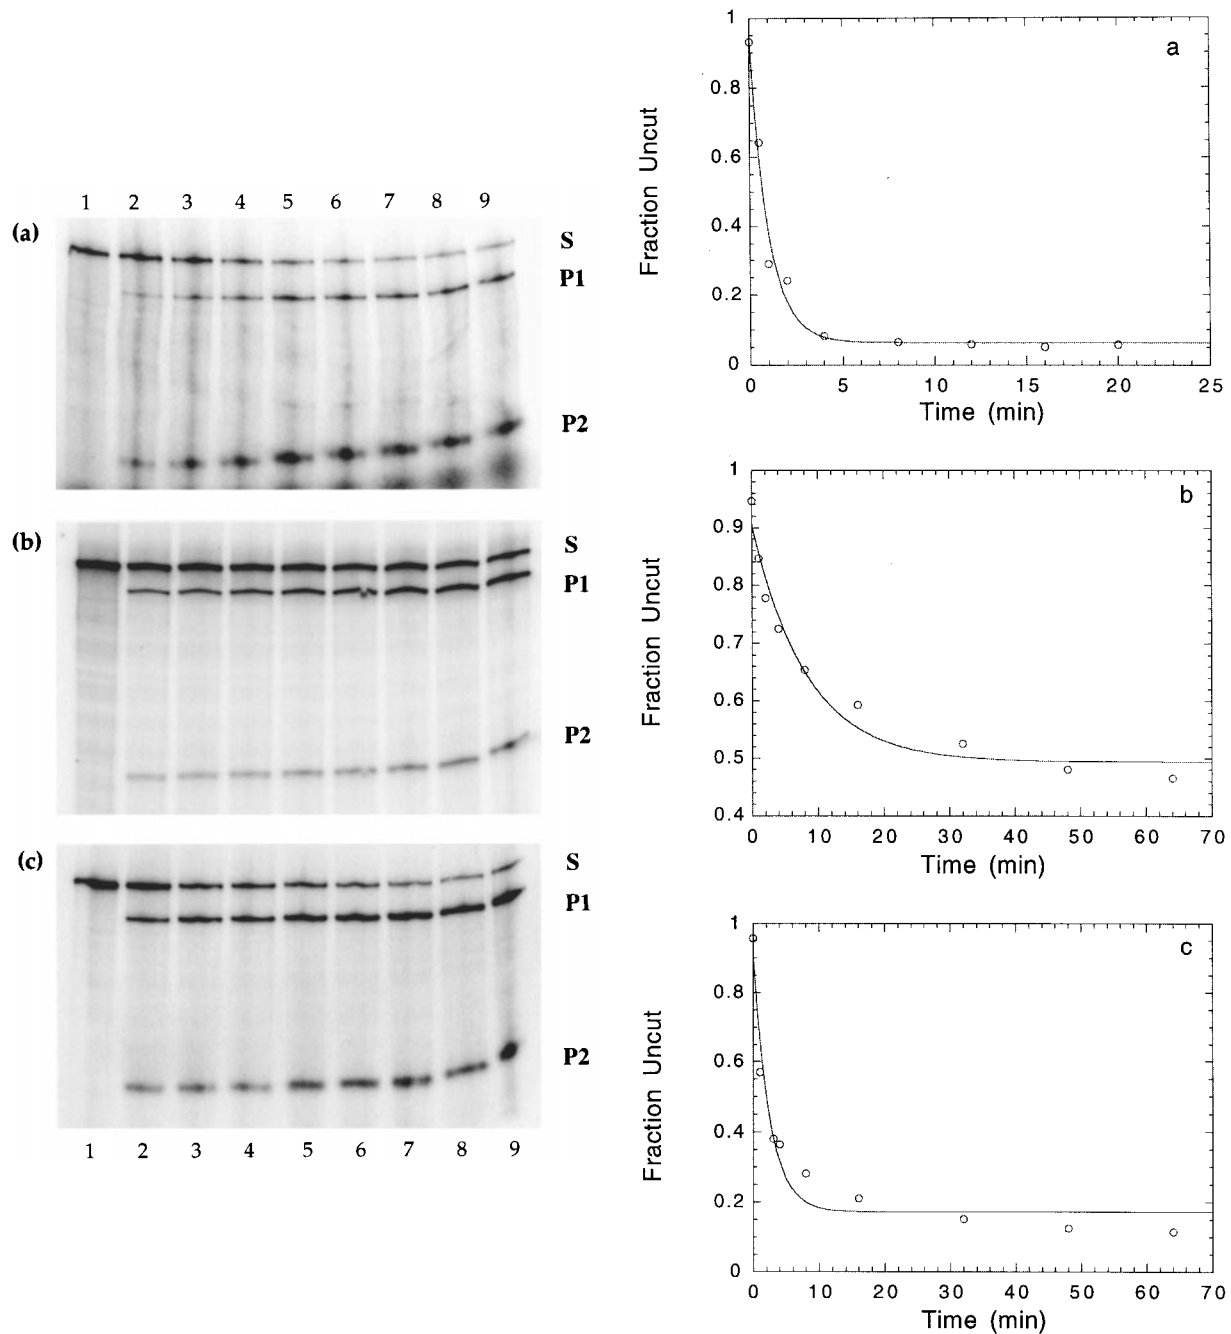 1 2 3 4 5 6 7 8 9
(a)
S
P1
P2
(b)
S
P1
P2
(c)
S
P1
P2
1 2 3 4 5 6 7 8 9
a
Fraction Uncut
1
0.8
0.6
0.4
0.2
0
0 5 10 15 20 25
Time (min)
b
Fraction Uncut
1
0.9
0.8
0.7
0.6
0.5
0.4
0 10 20 30 40 50 60 70
Time (min)
c
Fraction Uncut
1
0.8
0.6
0.4
0.2
0
0 10 20 30 40 50 60 70
Time (min)